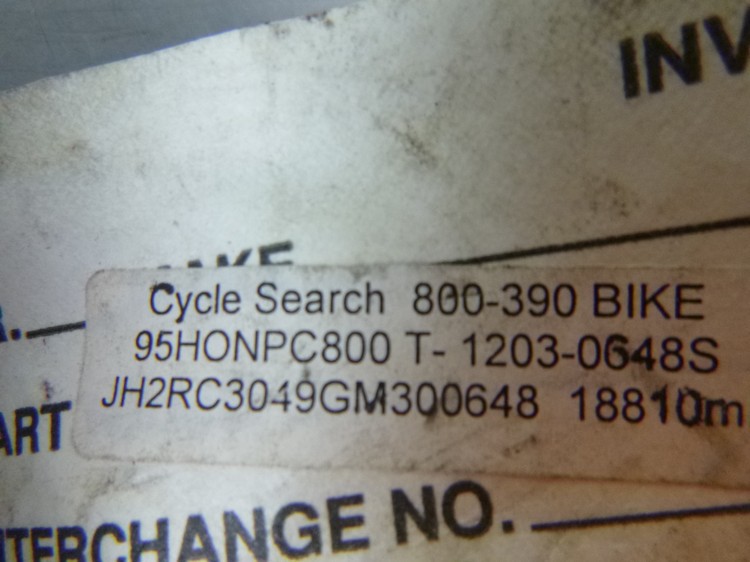 INV
Cycle Search 800-390 BIKE
95HONPC800 T- 1203-0648S
JH2RC3049GM300648 18810m
ART
NTERCHANGE NO.